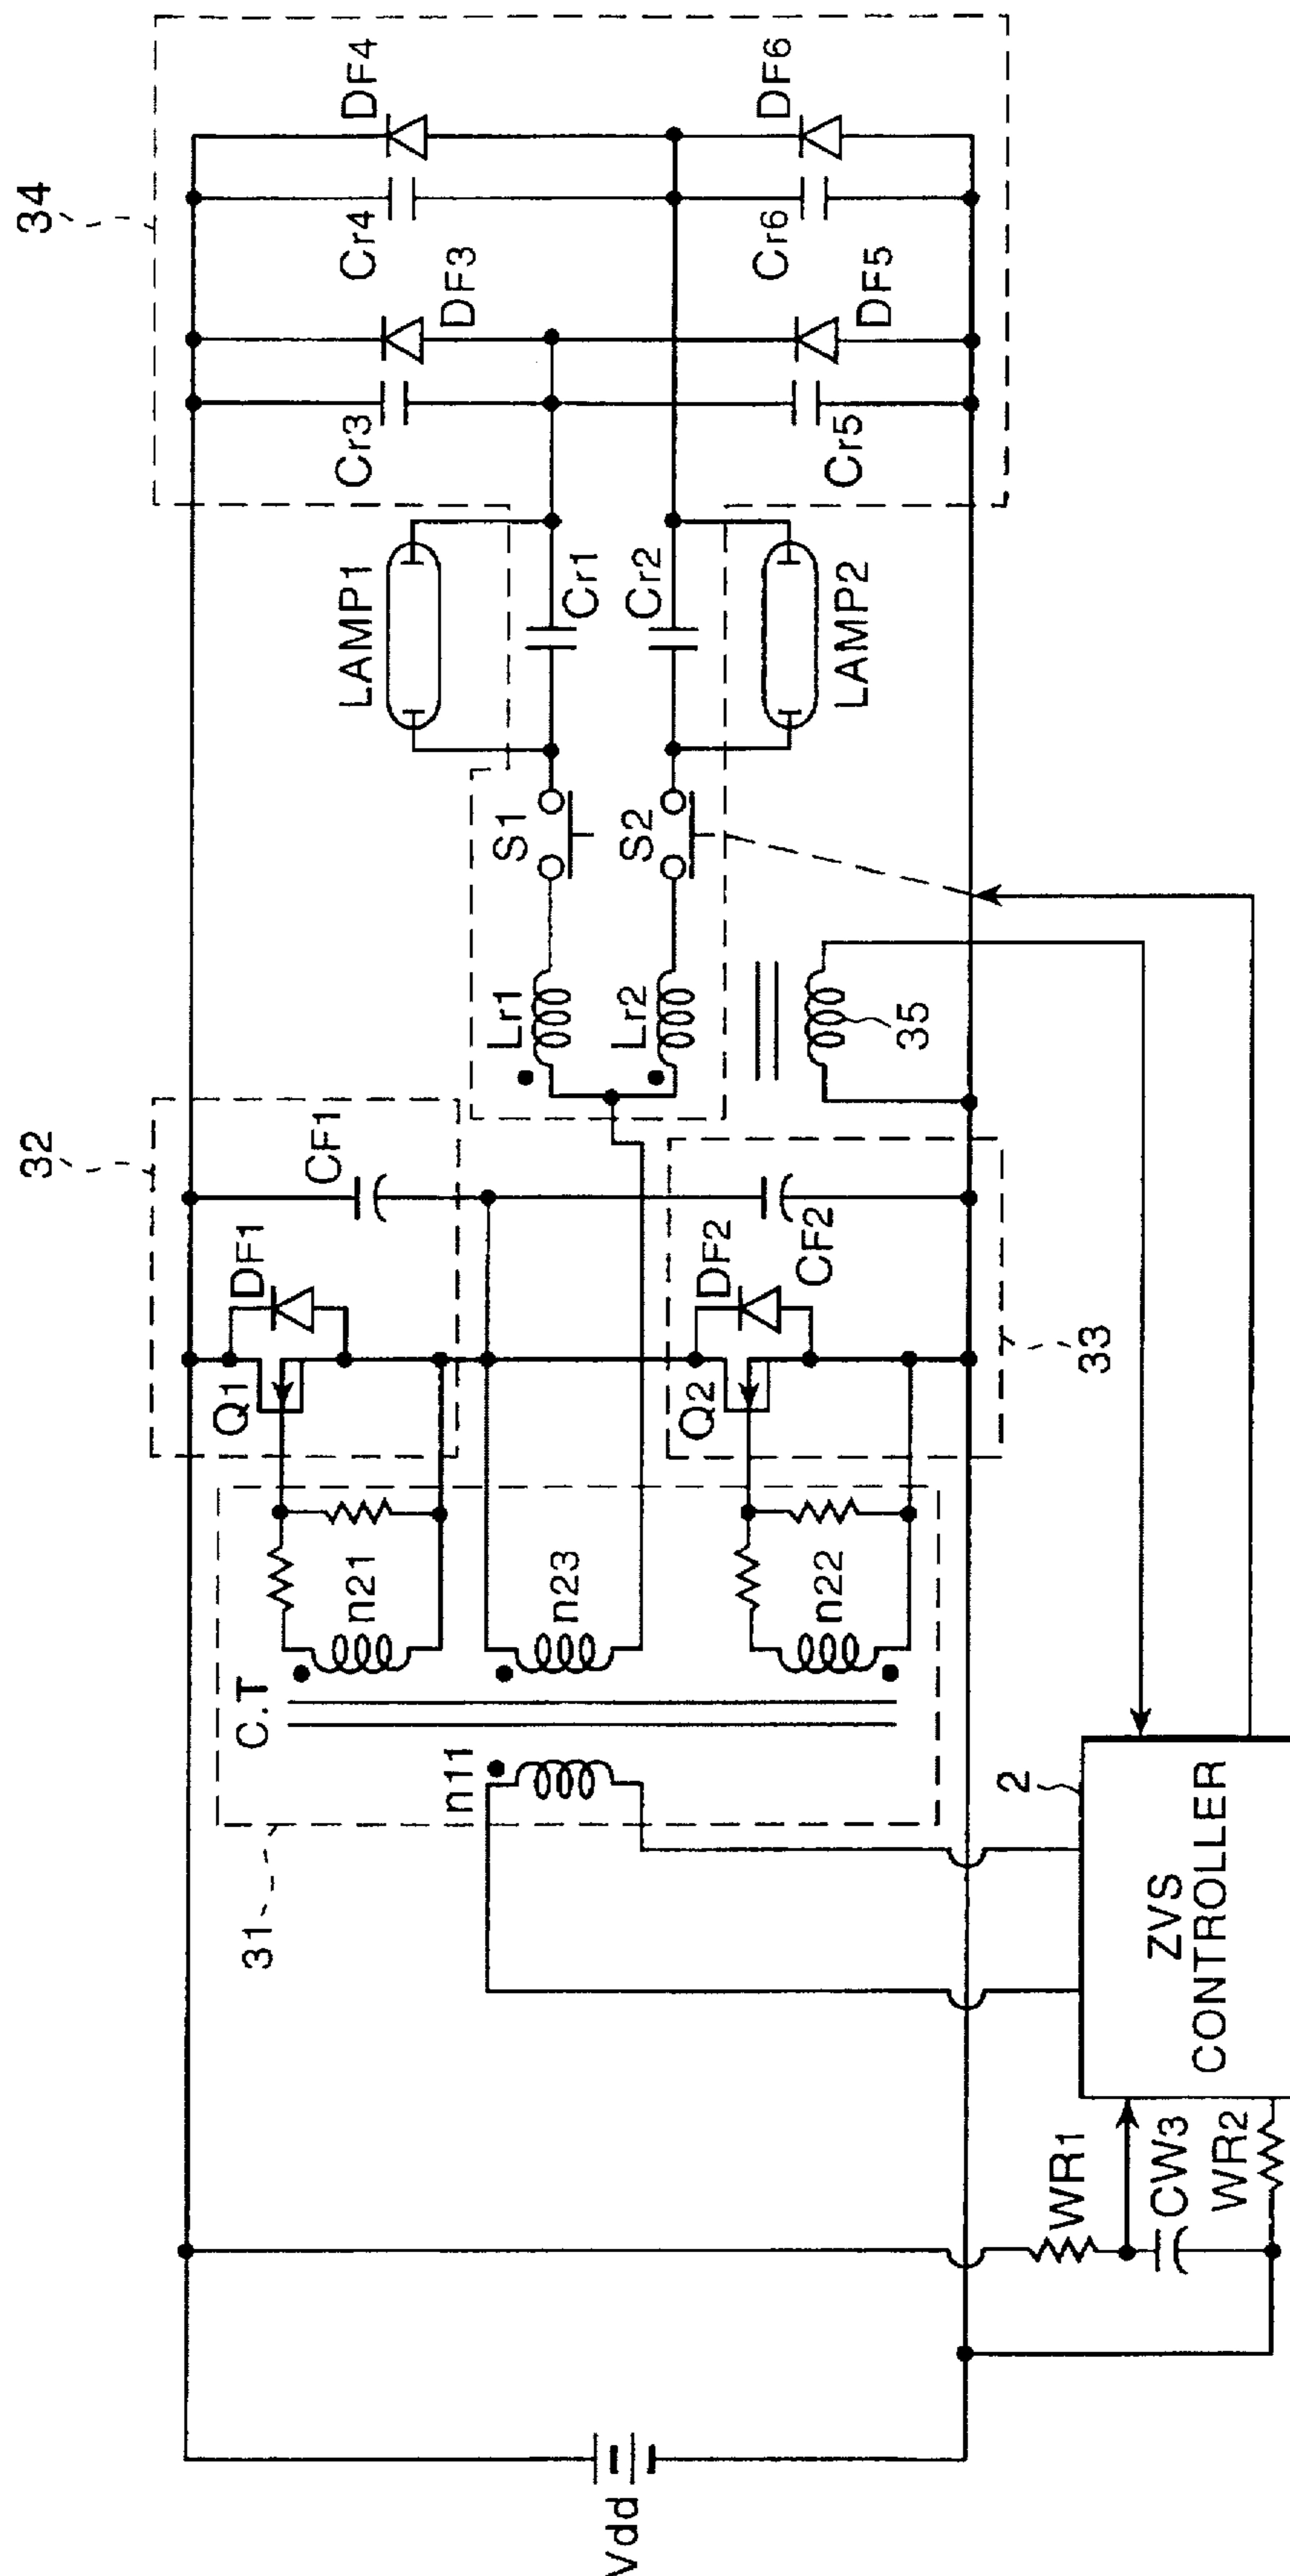 34
DF4
DF6
Cr4
Cr6
DF3
DF5
Cr3
Cr5
LAMP1
Cr1
Cr2
LAMP2
S1
S2
Lr1
Lr2
35
32
CF1
DF1
DF2
CF2
33
Q1
Q2
n21
n23
n22
C.T
n11
31
2
ZVS
CONTROLLER
WR1
CW3
WR2
Vdd